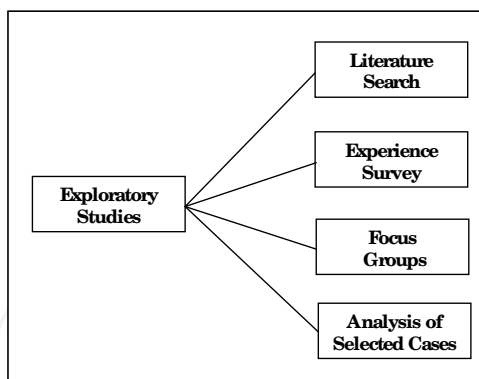 Literature
Search
Experience
Survey
Exploratory
Studies
Focus
Groups
Analysis of
Selected Cases